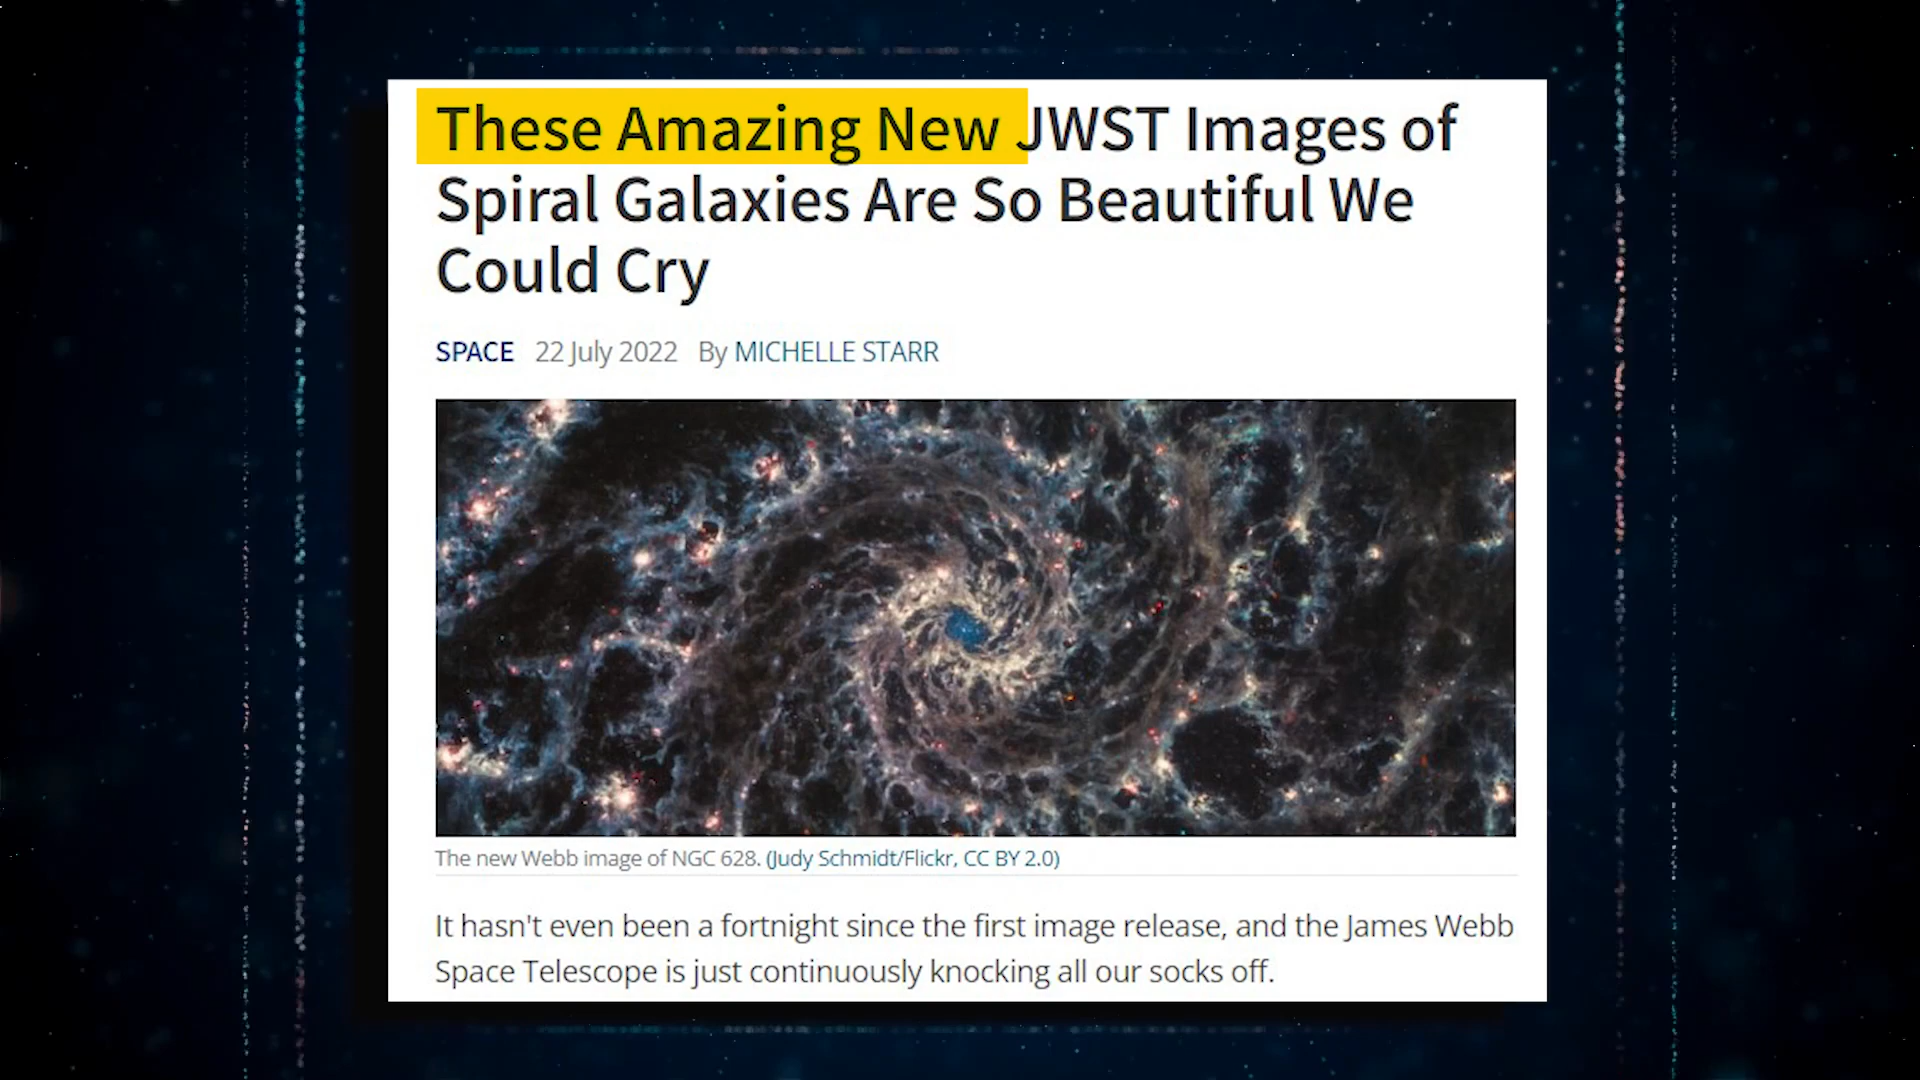 These Amazing New JWST Images of
Spiral Galaxies Are So Beautiful We
Could Cry
SPACE 22 July 2022 By MICHELLE STARR
The new Webb image of NGC 628. (Judy Schmidt/Flickr, CC BY 2.0)
It hasn't even been a fortnight since the first image release, and the James Webb
Space Telescope is just continuously knocking all our socks off.